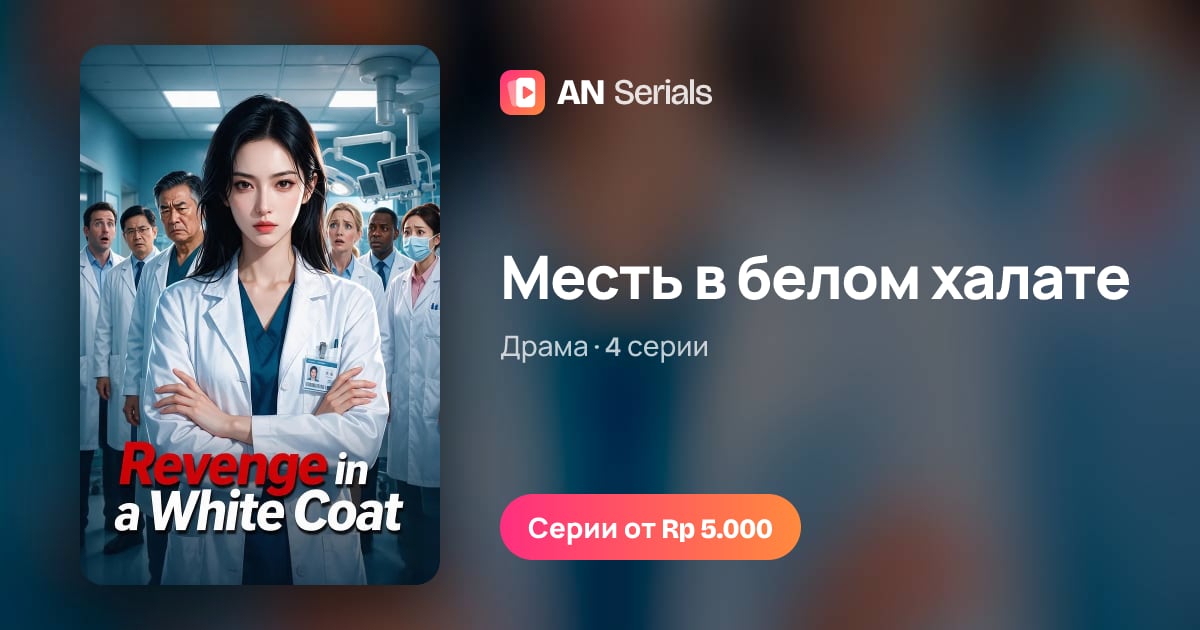 AN Serials
Месть в белом халате
Драма · 4 серии
Серии от Rp 5.000
Revenge in
a White Coat